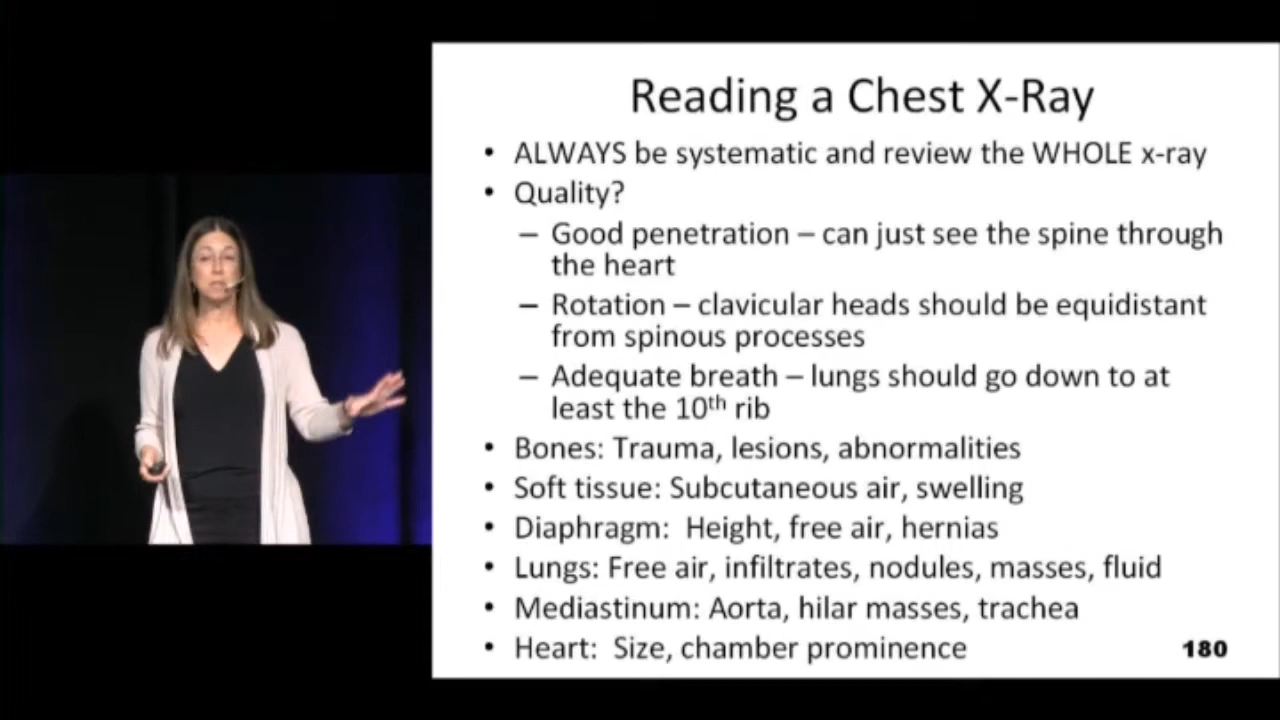 Reading a Chest X-Ray
• ALWAYS be systematic and review the WHOLE x-ray
• Quality?
– Good penetration – can just see the spine through
the heart
– Rotation – clavicular heads should be equidistant
from spinous processes
– Adequate breath – lungs should go down to at
least the 10th rib
• Bones: Trauma, lesions, abnormalities
• Soft tissue: Subcutaneous air, swelling
• Diaphragm:  Height, free air, hernias
• Lungs: Free air, infiltrates, nodules, masses, fluid
• Mediastinum: Aorta, hilar masses, trachea
• Heart:  Size, chamber prominence
180